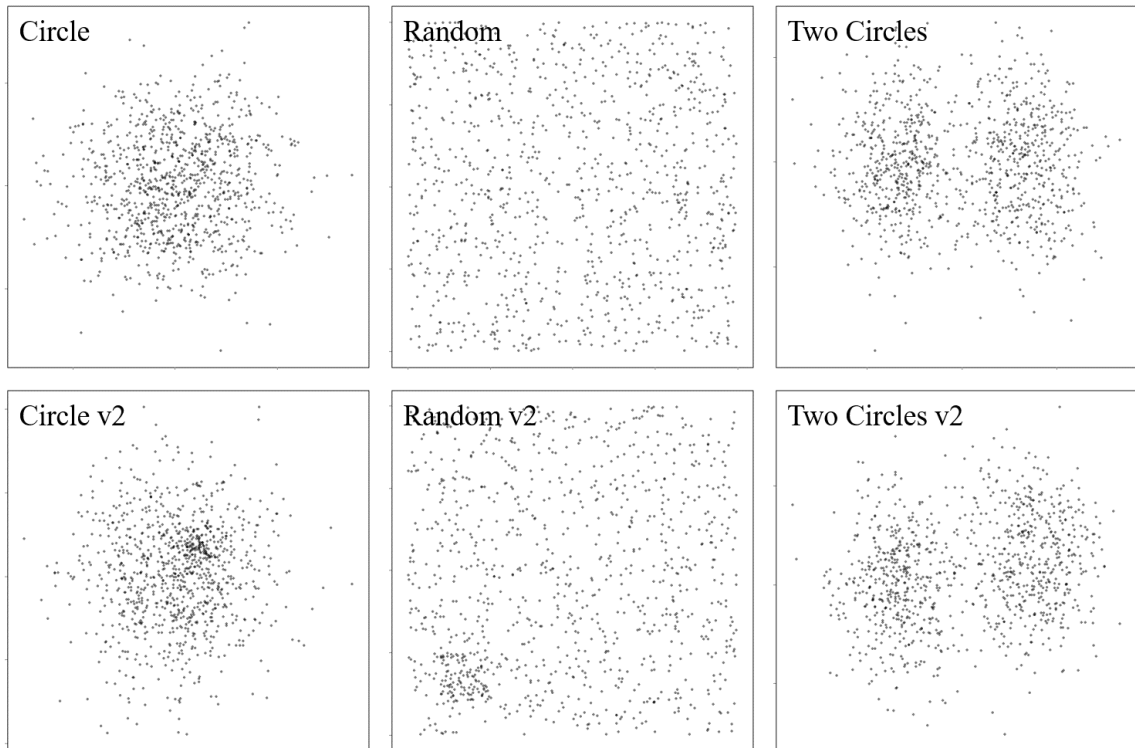 Circle
Random
Two Circles
Circle v2
Random v2
Two Circles v2